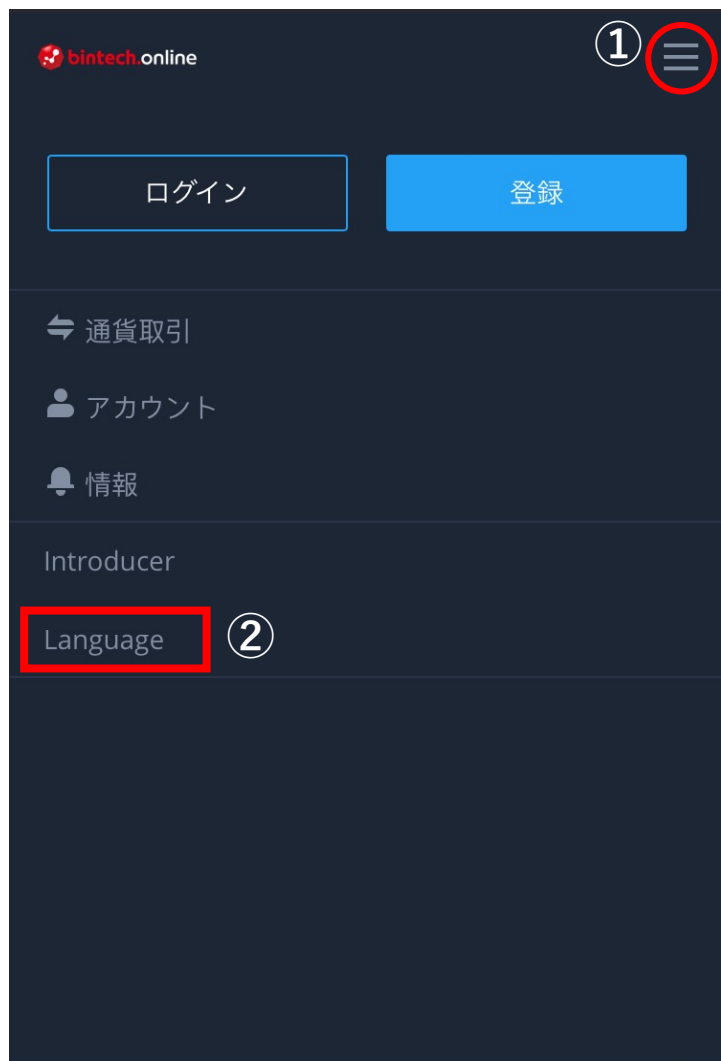 bintech.online ①
ログイン 登録
通貨取引
アカウント
情報
Introducer
Language ②